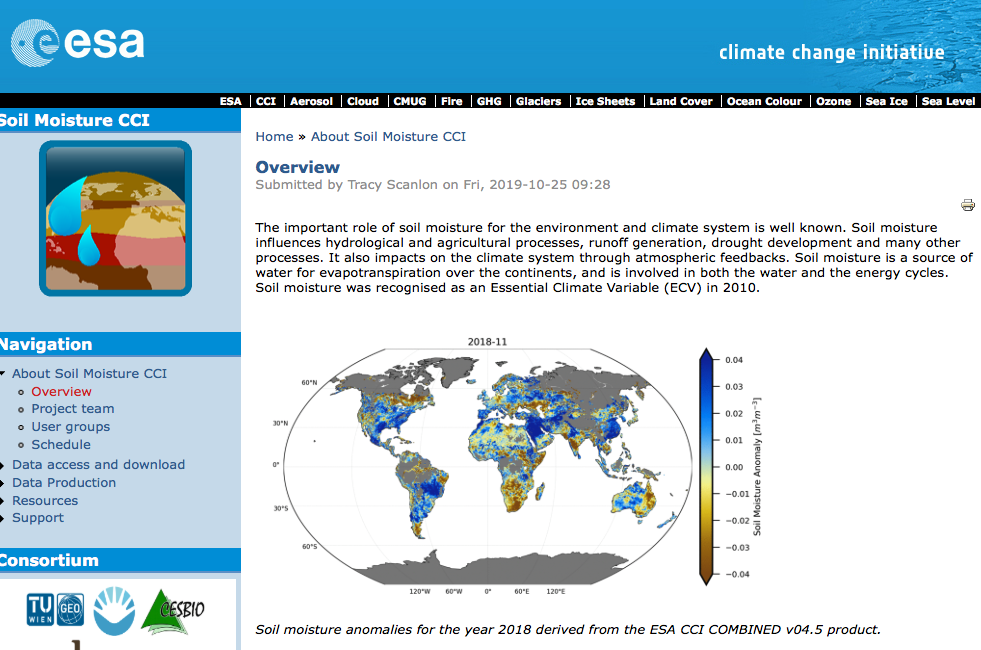 esa
climate change initiative
ESA CCI Aerosol Cloud CMUG Fire GHG Glaciers Ice Sheets Land Cover Ocean Colour Ozone Sea Ice Sea Level
Soil Moisture CCI
Navigation
About Soil Moisture CCI
Overview
Project team
User groups
Schedule
Data access and download
Data Production
Resources
Support
Consortium
TU
WIEN
GEO
CESBIO
Home » About Soil Moisture CCI
Overview
Submitted by Tracy Scanlon on Fri, 2019-10-25 09:28
The important role of soil moisture for the environment and climate system is well known. Soil moisture
influences hydrological and agricultural processes, runoff generation, drought development and many other
processes. It also impacts on the climate system through atmospheric feedbacks. Soil moisture is a source of
water for evapotranspiration over the continents, and is involved in both the water and the energy cycles.
Soil moisture was recognised as an Essential Climate Variable (ECV) in 2010.
2018-11
60°N
30°N
0°
30°S
60°S
120°W 60°W 0° 60°E 120°E
0.04
0.03
0.02
0.01
0.00
−0.01
−0.02
−0.03
−0.04
Soil Moisture Anomaly [m³m⁻³]
Soil moisture anomalies for the year 2018 derived from the ESA CCI COMBINED v04.5 product.